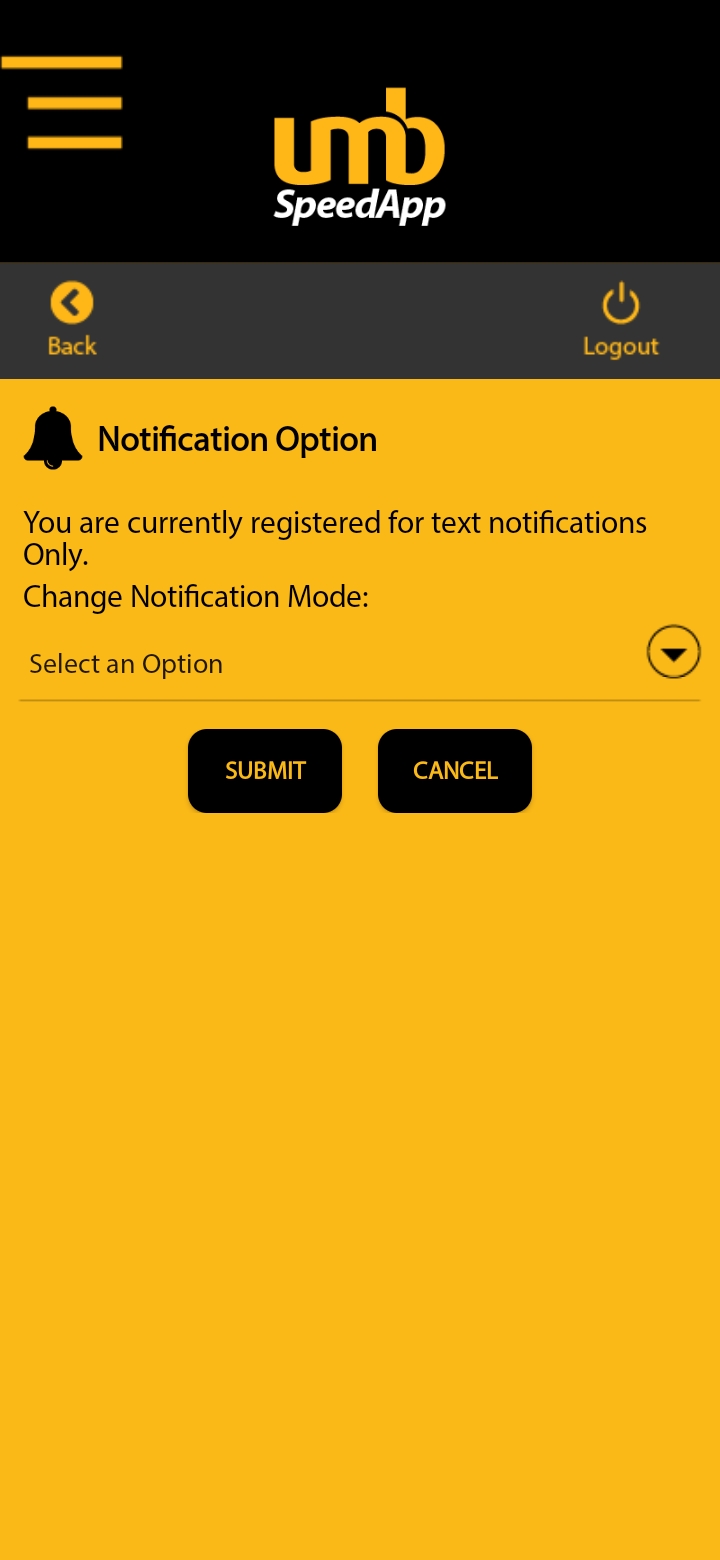 umb
SpeedApp
Back
Logout
Notification Option
You are currently registered for text notifications
Only.
Change Notification Mode:
Select an Option
SUBMIT
CANCEL